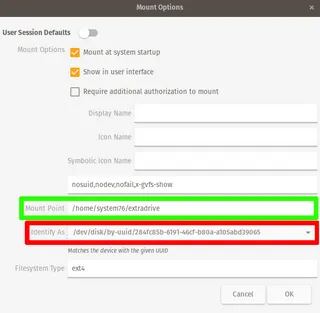 Mount Options
User Session Defaults
Mount Options
Mount at system startup
Show in user interface
Require additional authorization to mount
Display Name
Icon Name
Symbolic Icon Name
nosuid,nodev,nofail,x-gvfs-show
Mount Point /home/system76/extradrive
Identify As /dev/disk/by-uuid/284fc85b-6191-46cf-b80a-a105abd39065
Matches the device with the given UUID
Filesystem Type ext4
Cancel OK